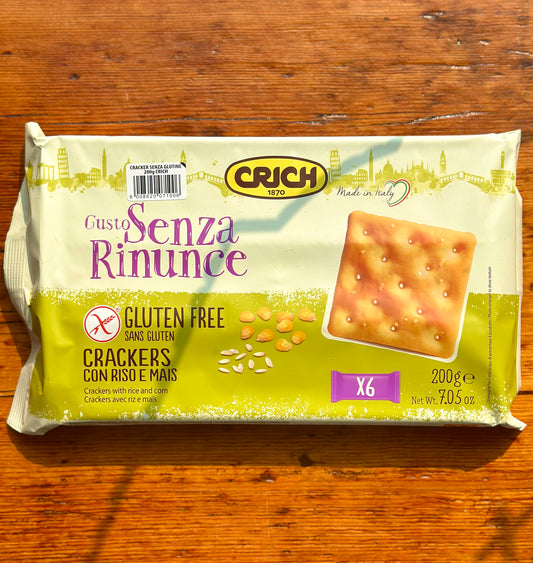 CRACKER SENZA GLUTINE
200g CRICH
CRICH
1870
Made in Italy
Gusto Senza
Rinunce
GLUTEN FREE
SANS GLUTEN
CRACKERS
CON RISO E MAIS
Crackers with rice and corn
Crackers avec riz e mais
X6
200g e
Net Wt. 7.05 oz